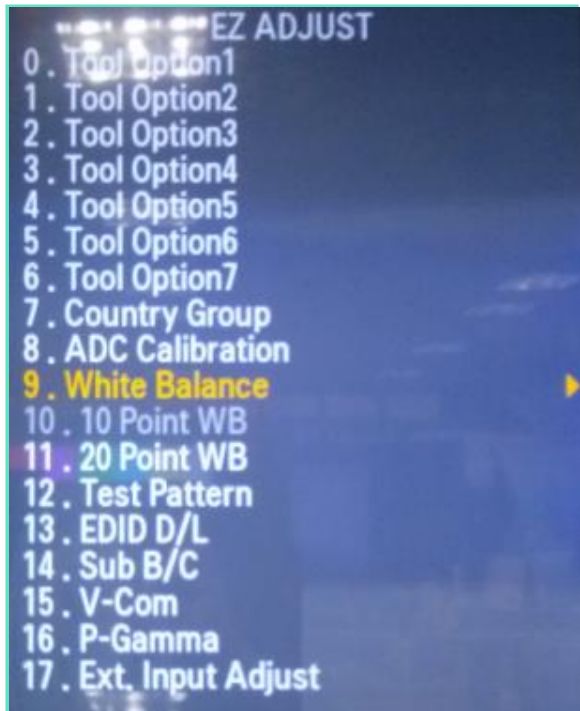 EZ ADJUST
0 . Tool Option1
1 . Tool Option2
2 . Tool Option3
3 . Tool Option4
4 . Tool Option5
5 . Tool Option6
6 . Tool Option7
7 . Country Group
8 . ADC Calibration
9 . White Balance
10 . 10 Point WB
11 . 20 Point WB
12 . Test Pattern
13 . EDID D/L
14 . Sub B/C
15 . V-Com
16 . P-Gamma
17 . Ext. Input Adjust